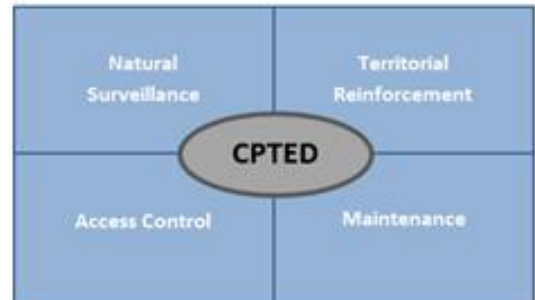 Natural
Surveillance
Territorial
Reinforcement
CPTED
Access Control
Maintenance